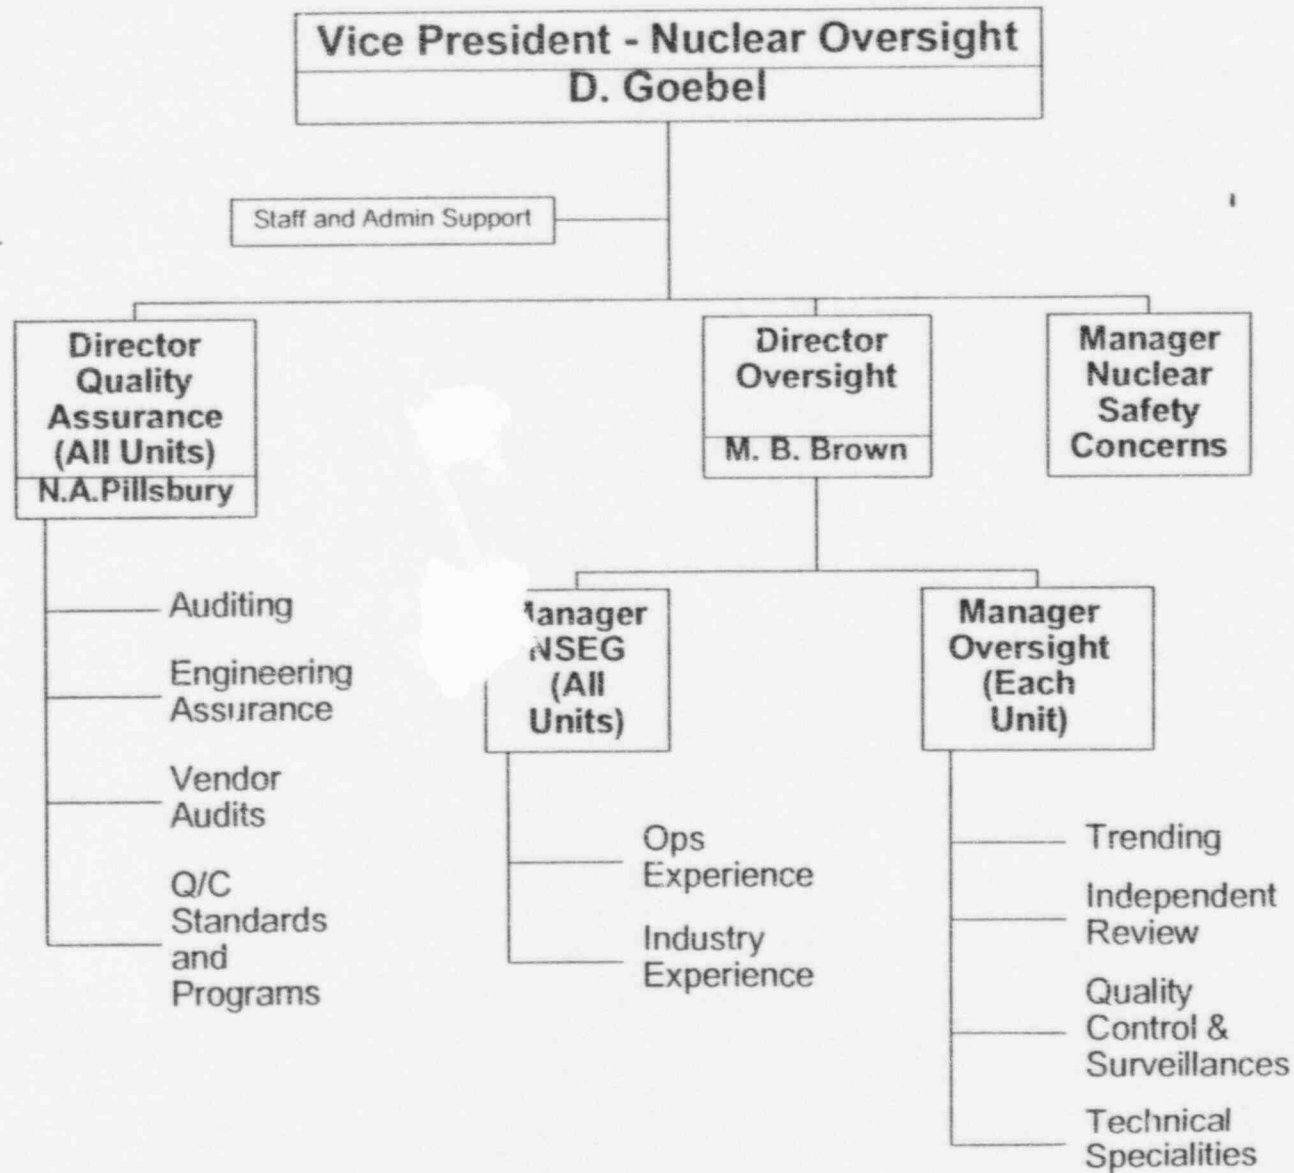 Vice President - Nuclear Oversight
D. Goebel
Staff and Admin Support
Director
Quality
Assurance
(All Units)
N.A.Pillsbury
Auditing
Engineering
Assurance
Vendor
Audits
Q/C
Standards
and
Programs
Director
Oversight
M. B. Brown
Manager
NSEG
(All
Units)
Ops
Experience
Industry
Experience
Manager
Oversight
(Each
Unit)
Trending
Independent
Review
Quality
Control &
Surveillances
Technical
Specialities
Manager
Nuclear
Safety
Concerns